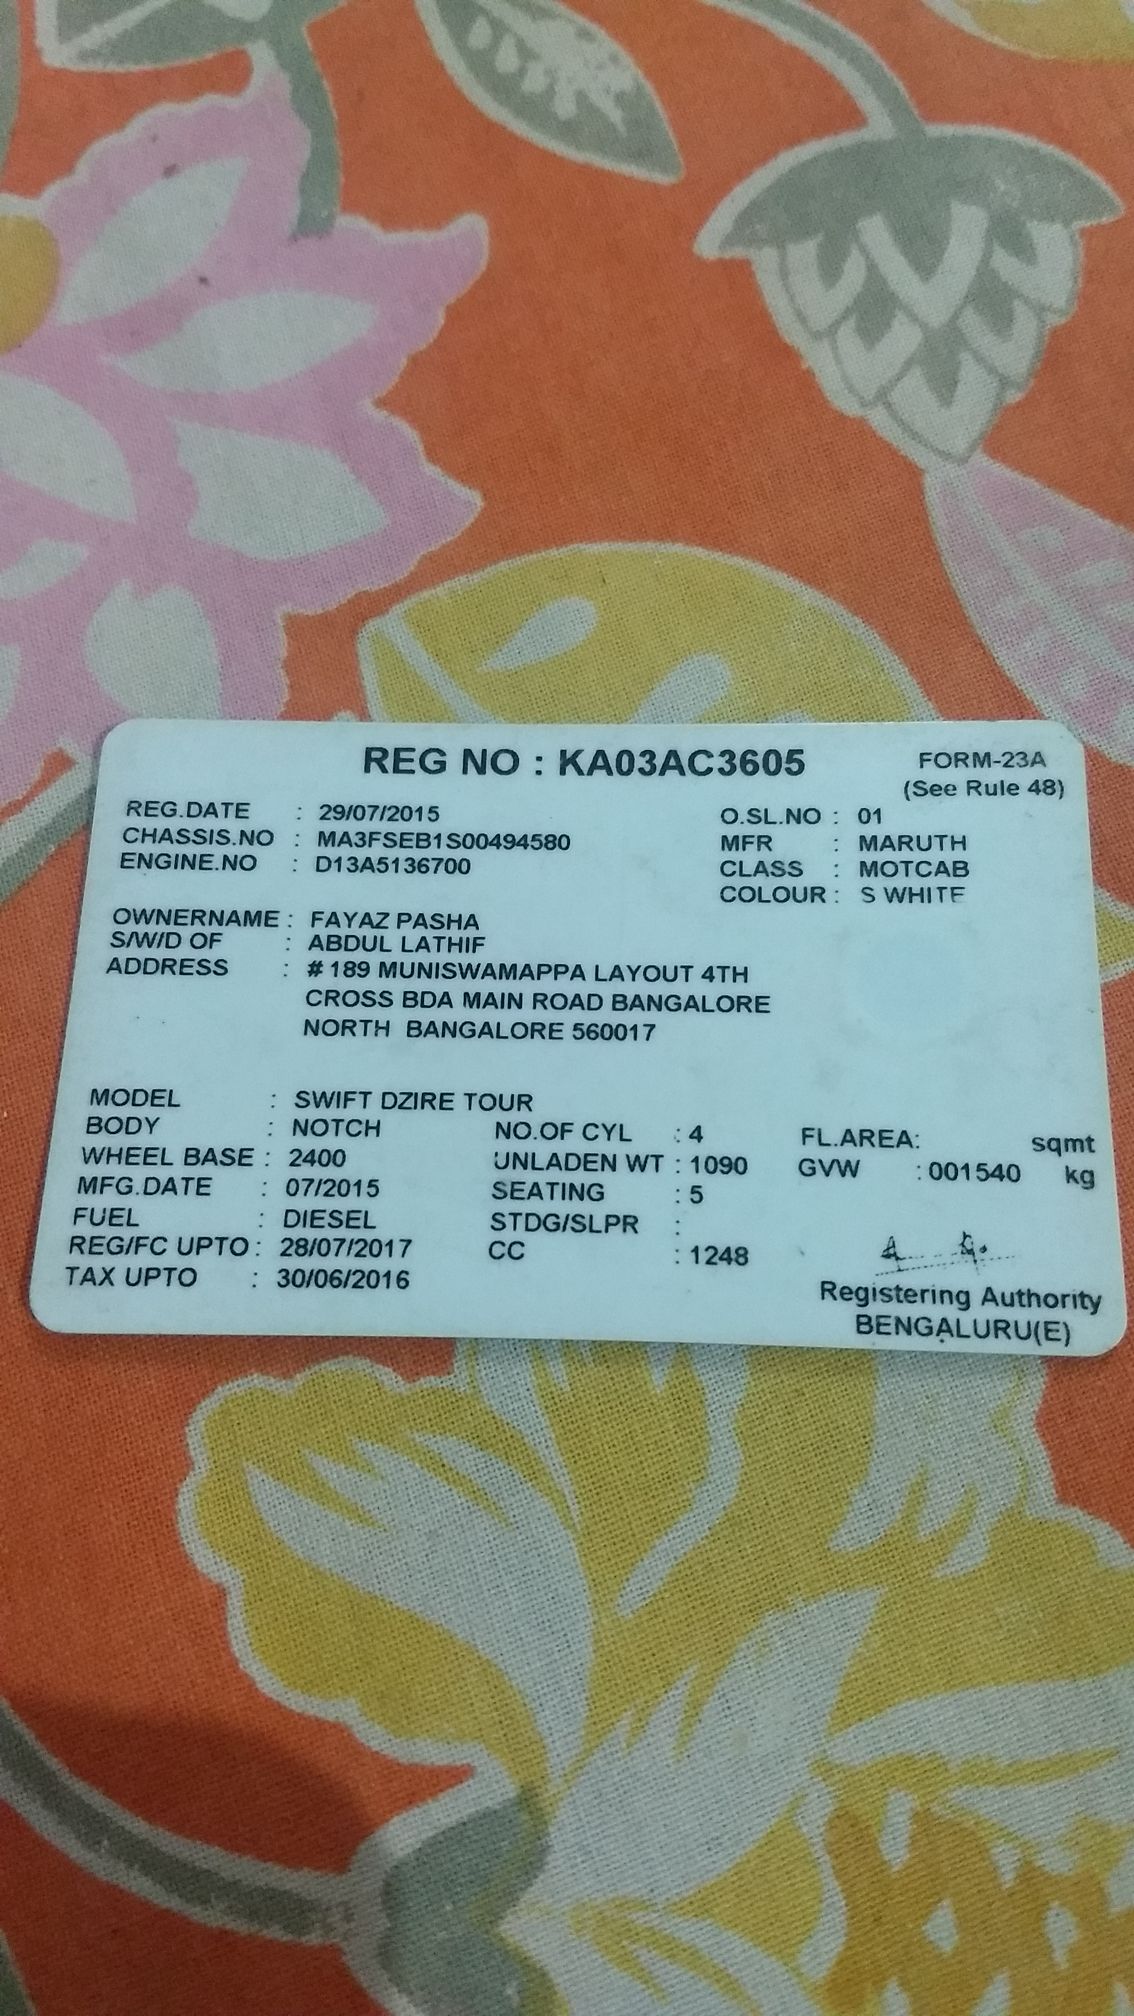 REG NO : KA03AC3605
FORM-23A
(See Rule 48)
REG.DATE : 29/07/2015
O.SL.NO : 01
CHASSIS.NO : MA3FSEB1S00494580
MFR : MARUTH
ENGINE.NO : D13A5136700
CLASS : MOTCAB
COLOUR : S WHITE
OWNERNAME : FAYAZ PASHA
S/W/D OF : ABDUL LATHIF
ADDRESS : # 189 MUNISWAMAPPA LAYOUT 4TH
CROSS BDA MAIN ROAD BANGALORE
NORTH BANGALORE 560017
MODEL : SWIFT DZIRE TOUR
BODY : NOTCH NO.OF CYL : 4 FL.AREA: sqmt
WHEEL BASE : 2400 UNLADEN WT : 1090 GVW : 001540 kg
MFG.DATE : 07/2015 SEATING : 5
FUEL : DIESEL STDG/SLPR :
REG/FC UPTO : 28/07/2017 CC : 1248
TAX UPTO : 30/06/2016
Registering Authority
BENGALURU(E)